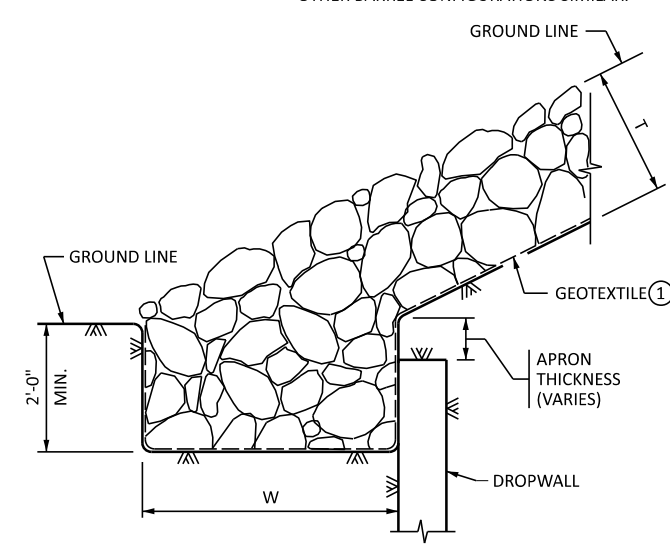 GROUND LINE
T
GROUND LINE
GEOTEXTILE 1
2'-0"
MIN.
APRON
THICKNESS
(VARIES)
W
DROPWALL